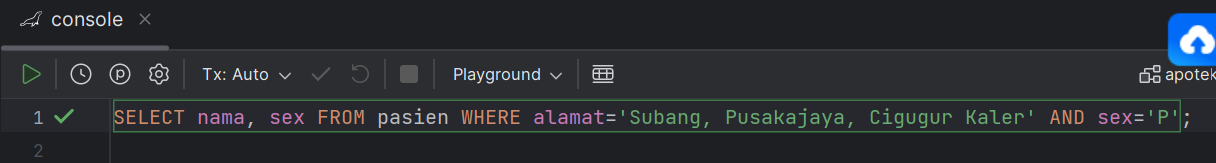 console
Tx: Auto
Playground
apotek
1 SELECT nama, sex FROM pasien WHERE alamat='Subang, Pusakajaya, Cigugur Kaler' AND sex='P';
2